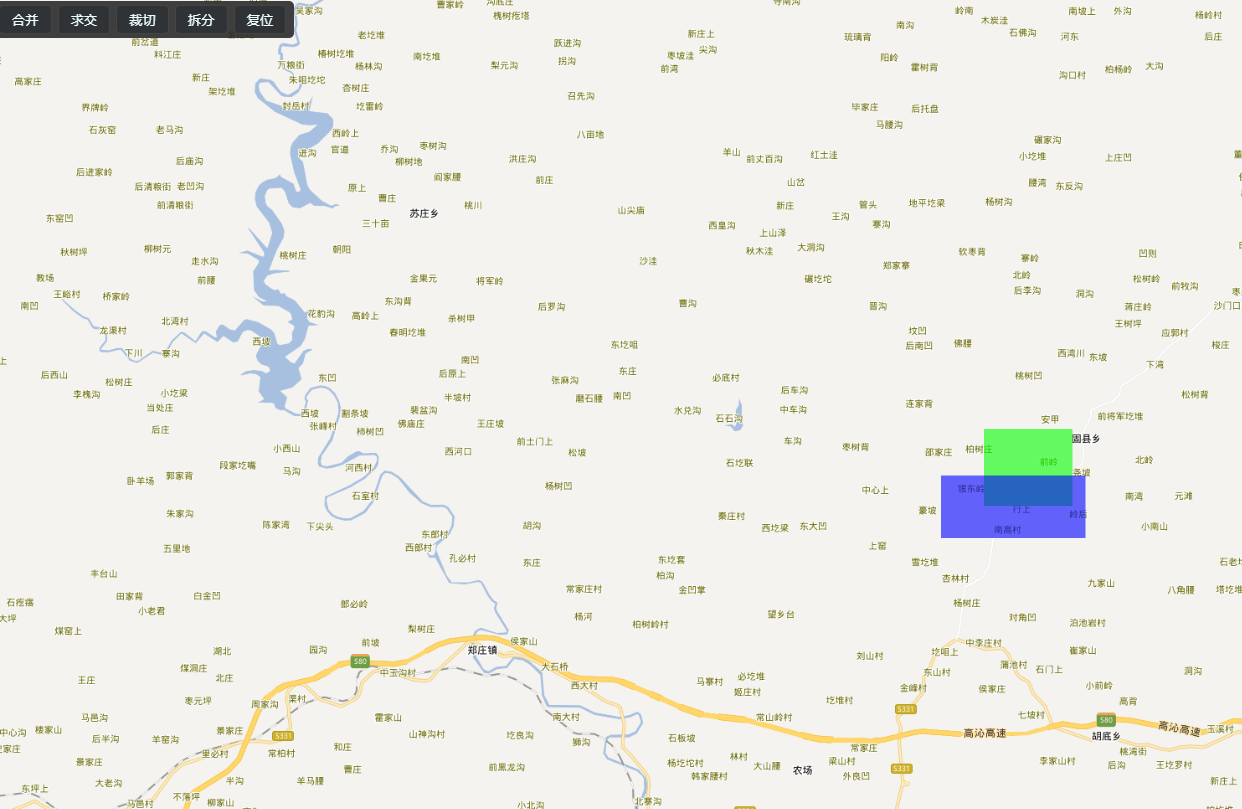 合并 求交 裁切 拆分 复位
吴家沟 曹家岭 槐树疙塔 岭南 木炭洼 南坡上 外沟 杨岭村
前岔道 老圪堆 新庄上 琉璃背 南沟 石佛沟 河东 后庄
料江庄 椿树圪堆 南圪堆 跃进沟 尖沟 枣坡洼 阳岭
万粮街 杨林沟 梨元沟 拐沟 前湾 霍树背 沟口村 柏杨岭 大沟
高家庄 新庄 架圪堆 朱咀圪坨 杏树庄 召先沟
界牌岭 封岳村 圪雷岭 毕家庄 后托盘
石灰窑 老马沟 西岭上 八亩地 马腰沟 碾家沟
官道 乔沟 枣树沟 进沟 柳树地 洪庄沟 羊山 前丈百沟 红土洼 小圪堆 上庄凹
后庙沟 后进家岭 阎家腰 前庄 山岔 腰湾 东反沟
后清粮街 老凹沟 原上 曹庄 前清粮街 桃川 新庄 管头 地平圪梁 杨树沟
东窑凹 三十亩 苏庄乡 山尖庙 西皇沟 王沟 寨沟
秋树坪 柳树元 朝阳 上山泽 秋木洼 大洞沟 钦枣背 凹则
走水沟 桃树庄 沙洼 郑家寨 寨岭
教场 前腰 金果元 将军岭 碾圪坨 北岭 松树岭 前牧沟
王峪村 桥家岭 东沟背 后李沟 洞沟
南凹 花豹沟 高岭上 后罗沟 曹沟 晋沟 蒋庄岭 沙门口
北湾村 杀树甲 王树坪
龙渠村 春明圪堆 坟凹 应郭村
西坡 东圪咀 后南凹 佛腰 桜庄
下川 寨沟 南凹 西湾川 东坡 下湾
后西山 松树庄 东凹 后原上 张麻沟 东庄 必底村 桃树凹
李槐沟 小圪梁 半坡村 磨石腰 南凹 后车沟 松树背
当处庄 西坡 割条坡 裴盆沟 水兑沟 石石沟 中车沟 连家背
后庄 张峰村 柿树凹 佛庙庄 王庄坡 安甲 前将军圪堆
小西山 西河口 前土门上 松坡 车沟 枣树背 邵家庄 柏树庄 固县乡
段家圪嘴 马沟 河西村 石圪联 前岭 北岭
卧羊场 郭家背 杨树凹 中心上 南湾 元滩
石室村 豪坡 行上 岭后
朱家沟 陈家湾 下尖头 胡沟 秦庄村 西圪梁 东大凹 南高村 小南山
五里地 东郎村 西郎村 孔必村 东庄 东圪套 上窑 雪圪堆
丰台山 柏沟 杏林村 九家山
石疙瘩 田家背 白金凹 郎必岭 常家庄村 金凹掌 杨树庄 八角腰
小老君 杨河 柏树岭村 望乡台 对角凹 泊池岩村
煤窑上 梨树庄 前坡 侯家山 中李庄村
湖北 园沟 郑庄镇 刘山村 圪咀上 崔家山
煤洞庄 北庄 S80 中玉沟村 大石桥 东山村 蒲池村 石门上 洞沟
王庄 西大村 马寨村 必圪堆 姬庄村 金峰村 侯家庄 小前岭
枣元坪 周家沟 渠村 圪堆村 高背
马邑沟 霍家山 南大村 常山岭村 S331 七坡村 S80
中心沟 楼家山 景家庄 S331 山神沟村 圪良沟 石板坡 高沁高速 胡底乡 高沁高速 玉溪村
后半沟 羊窑沟 和庄 狮沟 常家庄 桃湾街
景家庄 里必村 常柏村 曹庄 前黑龙沟 杨圪坨村 林村 大山腰 农场 梁山村 S331 李家山村 后沟 王圪罗村
大老沟 半沟 羊马腰 韩家腰村 外良凹 新庄上
东坪上 马邑村 不落坪 柳家山 小北沟 北寨沟